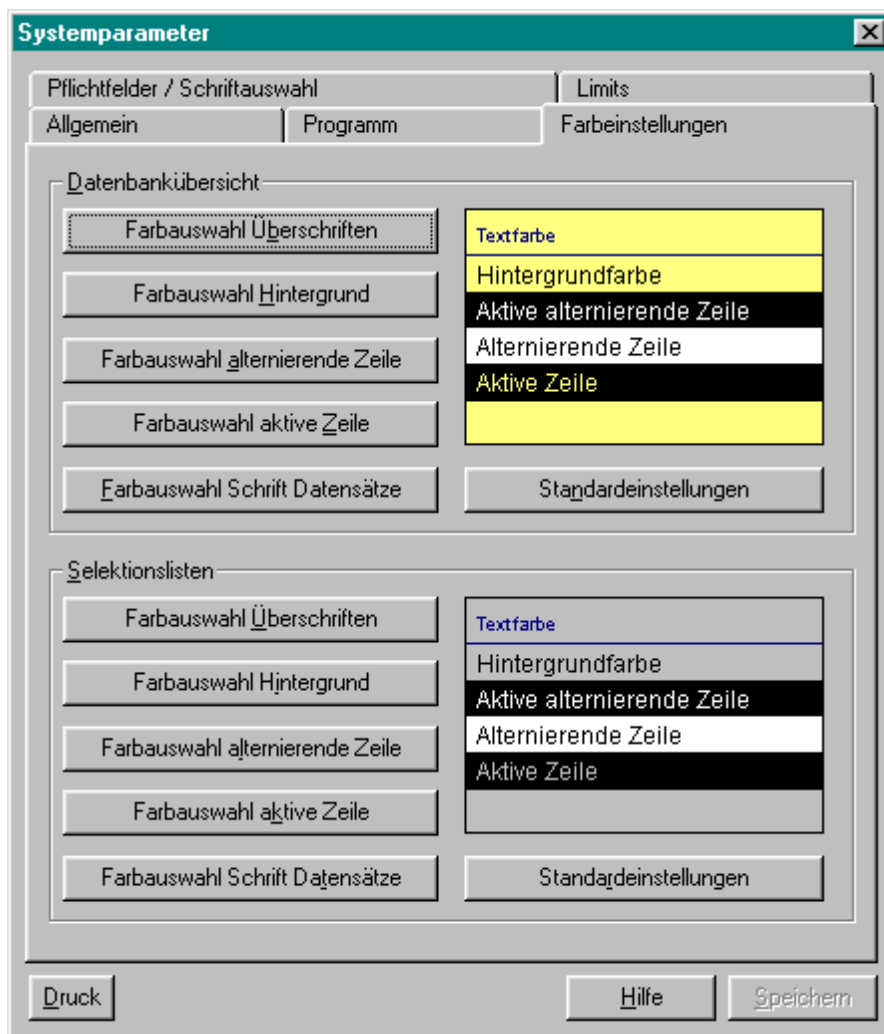 Systemparameter
Pflichtfelder / Schriftauswahl
Limits
Allgemein
Programm
Farbeinstellungen
Datenbankübersicht
Farbauswahl Überschriften
Farbauswahl Hintergrund
Farbauswahl alternierende Zeile
Farbauswahl aktive Zeile
Farbauswahl Schrift Datensätze
Textfarbe
Hintergrundfarbe
Aktive alternierende Zeile
Alternierende Zeile
Aktive Zeile
Standardeinstellungen
Selektionslisten
Farbauswahl Überschriften
Farbauswahl Hintergrund
Farbauswahl alternierende Zeile
Farbauswahl aktive Zeile
Farbauswahl Schrift Datensätze
Textfarbe
Hintergrundfarbe
Aktive alternierende Zeile
Alternierende Zeile
Aktive Zeile
Standardeinstellungen
Druck
Hilfe
Speichern